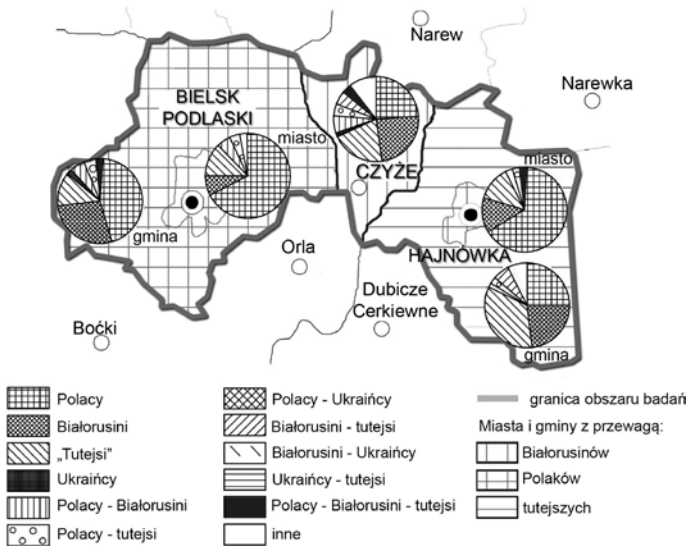 Narew
Narewka
BIELSK
PODLASKI
miasto
CZYŻE
miasto
gmina
Orla
HAJNÓWKA
Dubicze
Cerkiewne
Boćki
gmina
Polacy
Białorusini
„Tutejsi”
Ukraińcy
Polacy - Białorusini
Polacy - tutejsi
Polacy - Ukraińcy
Białorusini - tutejsi
Białorusini - Ukraińcy
Ukraińcy - tutejsi
Polacy - Białorusini - tutejsi
inne
granica obszaru badań
Miasta i gminy z przewagą:
Białorusinów
Polaków
tutejszych